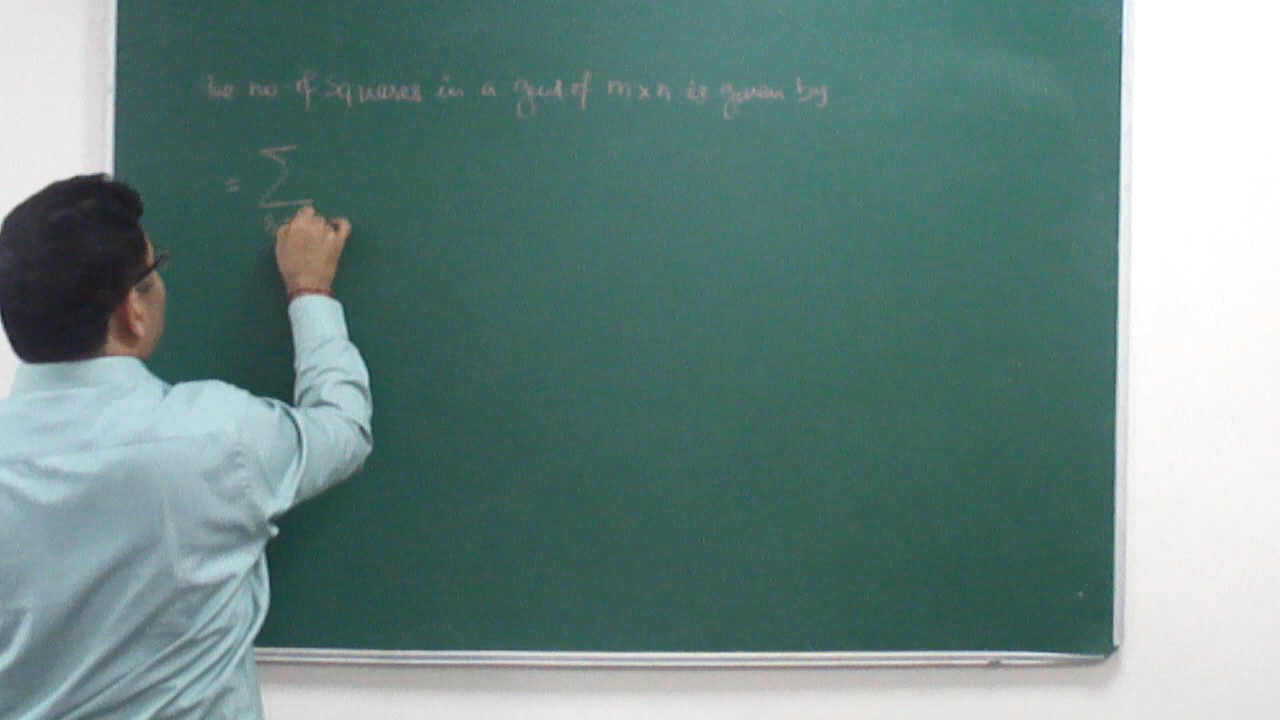 the no of squares in a grid of m x n is given by
= ∑